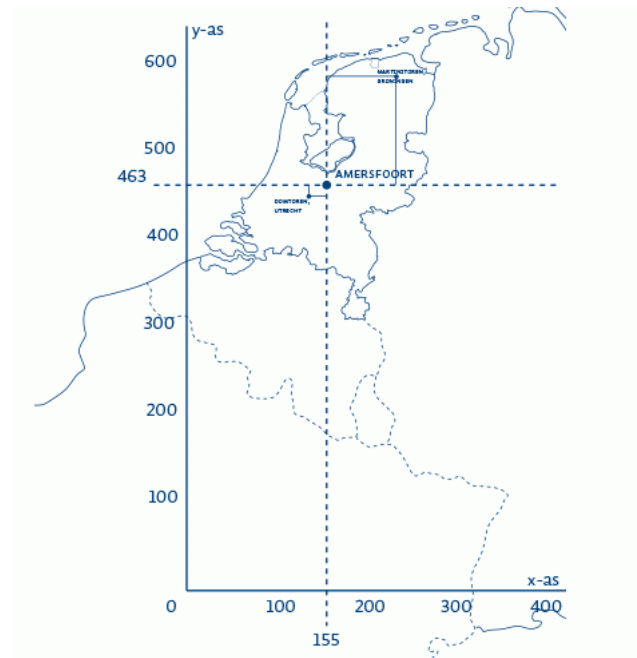 y-as
600
MARTINITOREN,
GRONINGEN
500
463
AMERSFOORT
DOMTOREN,
UTRECHT
400
300
200
100
x-as
0
100
200
300
400
155